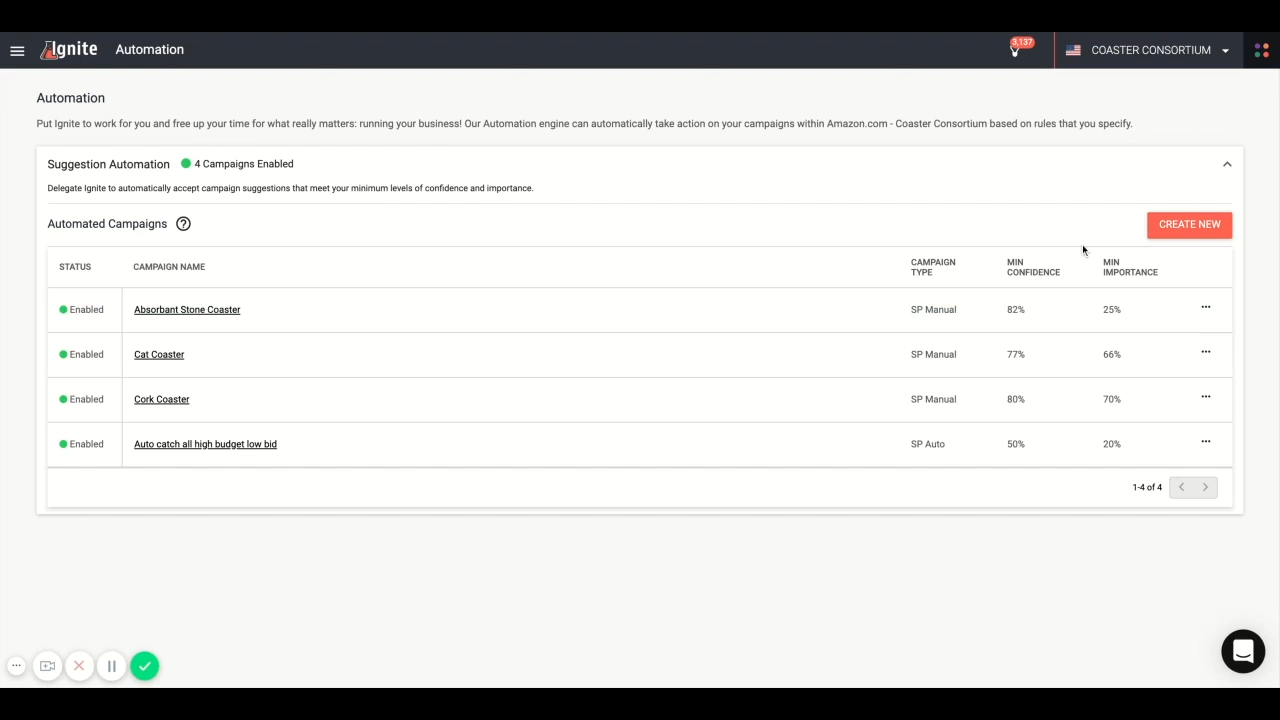 Ignite Automation 3,137 COASTER CONSORTIUM
Automation
Put Ignite to work for you and free up your time for what really matters: running your business! Our Automation engine can automatically take action on your campaigns within Amazon.com - Coaster Consortium based on rules that you specify.
Suggestion Automation 4 Campaigns Enabled
Delegate Ignite to automatically accept campaign suggestions that meet your minimum levels of confidence and importance.
Automated Campaigns ? CREATE NEW
STATUS CAMPAIGN NAME CAMPAIGN TYPE MIN CONFIDENCE MIN IMPORTANCE
Enabled Absorbant Stone Coaster SP Manual 82% 25% ...
Enabled Cat Coaster SP Manual 77% 66% ...
Enabled Cork Coaster SP Manual 80% 70% ...
Enabled Auto catch all high budget low bid SP Auto 50% 20% ...
1-4 of 4